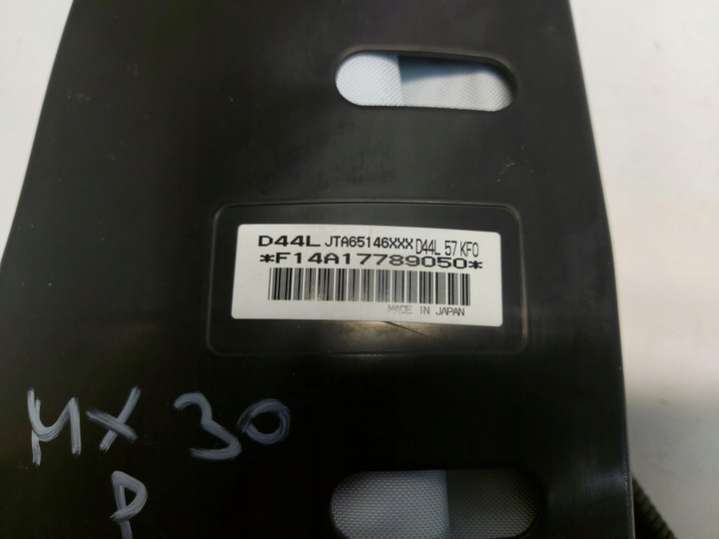 D44L JTA65146XXX D44L 57 KF0
*F14A17789050*
MADE IN JAPAN
MX 30
P